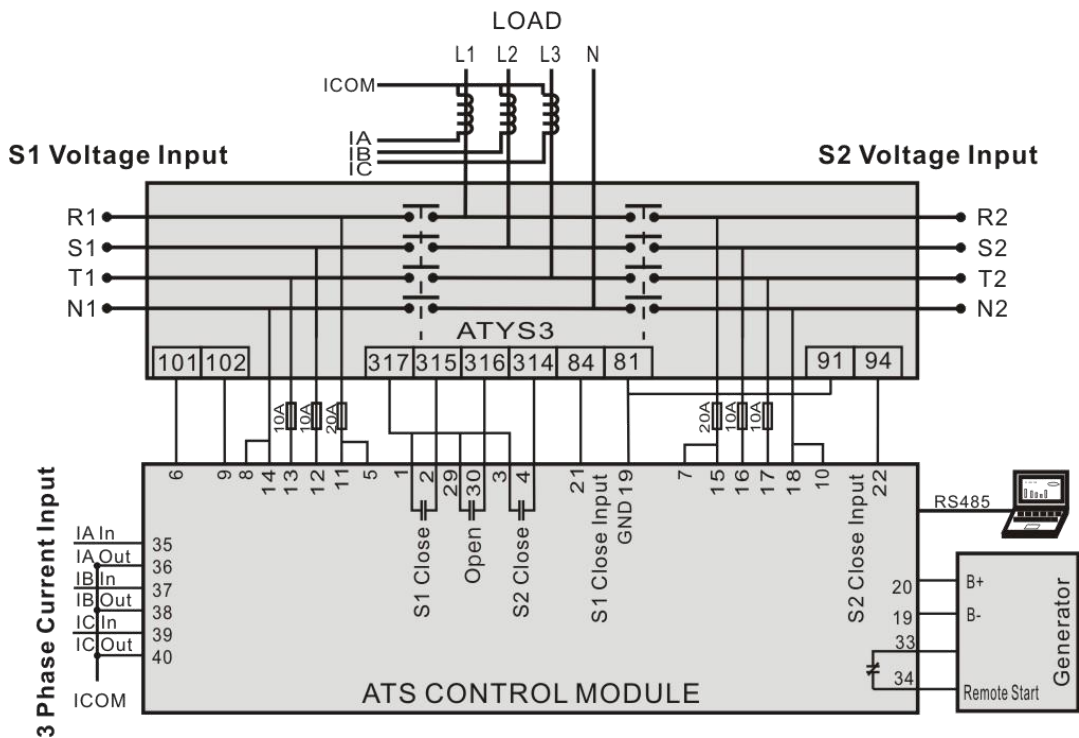 LOAD
L1 L2 L3 N
ICOM
IA
IB
IC
S1 Voltage Input
S2 Voltage Input
R1
S1
T1
N1
R2
S2
T2
N2
ATYS3
101 102 317 315 316 314 84 81 91 94
10A 10A 20A 20A 10A 10A
6 9 8 14 13 12 11 5 1 2 29 30 3 4 21 19 7 15 16 17 18 10 22
S1 Close
Open
S2 Close
S1 Close Input
GND
S2 Close Input
RS485
3 Phase Current Input
IA In 35
IA Out 36
IB In 37
IB Out 38
IC In 39
IC Out 40
ICOM
ATS CONTROL MODULE
20 B+
19 B-
33
34 Remote Start
Generator